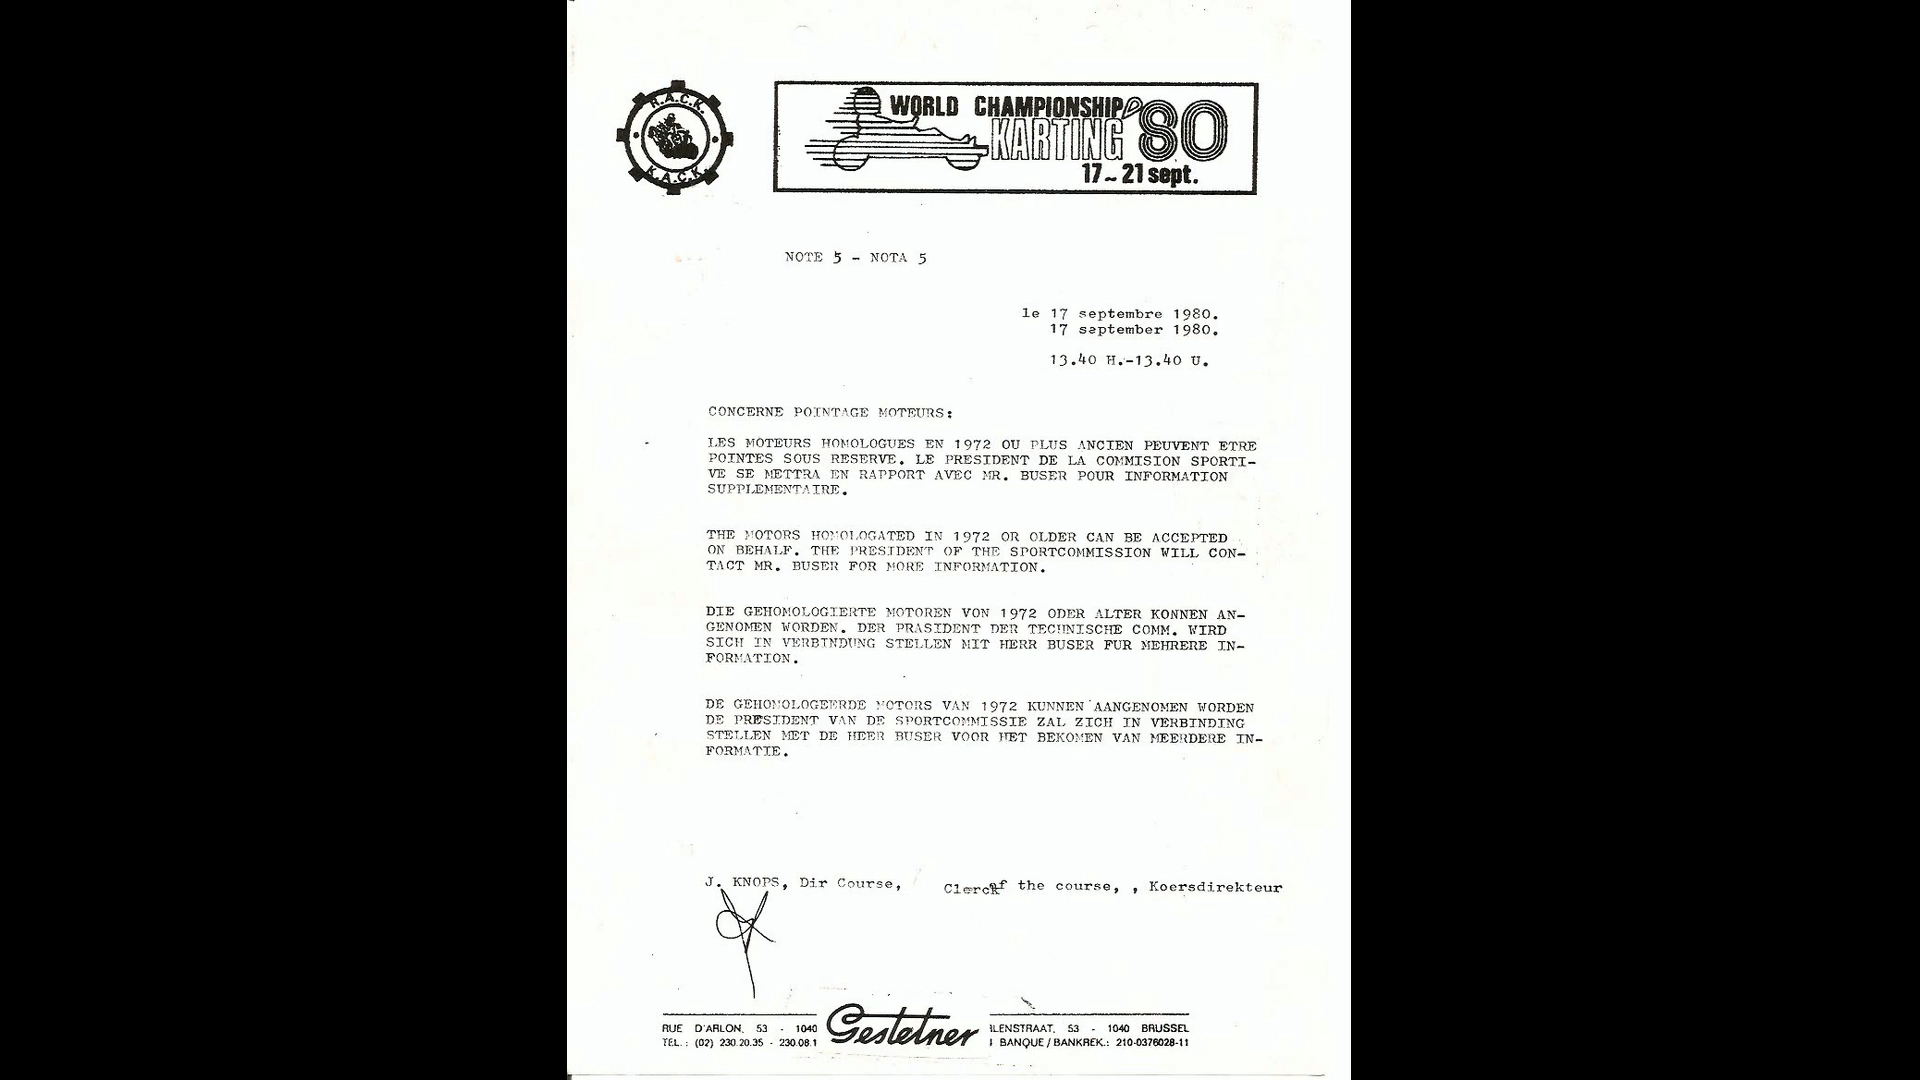 R.A.C.K.
K.A.C.K.
WORLD CHAMPIONSHIP
KARTING '80
17~21 sept.
NOTE 5 - NOTA 5
le 17 septembre 1980.
17 september 1980.
13.40 H.-13.40 U.
CONCERNE POINTAGE MOTEURS:
LES MOTEURS HOMOLOGUES EN 1972 OU PLUS ANCIEN PEUVENT ETRE
POINTES SOUS RESERVE. LE PRESIDENT DE LA COMMISION SPORTI-
VE SE METTRA EN RAPPORT AVEC MR. BUSER POUR INFORMATION
SUPPLEMENTAIRE.
THE MOTORS HOMOLOGATED IN 1972 OR OLDER CAN BE ACCEPTED
ON BEHALF. THE PRESIDENT OF THE SPORTCOMMISSION WILL CON-
TACT MR. BUSER FOR MORE INFORMATION.
DIE GEHOMOLOGIERTE MOTOREN VON 1972 ODER ALTER KONNEN AN-
GENOMEN WORDEN. DER PRASIDENT DER TECHNISCHE COMM. WIRD
SICH IN VERBINDUNG STELLEN MIT HERR BUSER FUR MEHRERE IN-
FORMATION.
DE GEHOMOLOGEERDE MOTORS VAN 1972 KUNNEN AANGENOMEN WORDEN
DE PRESIDENT VAN DE SPORTCOMMISSIE ZAL ZICH IN VERBINDING
STELLEN MET DE HEER BUSER VOOR HET BEKOMEN VAN MEERDERE IN-
FORMATIE.
J. KNOPS, Dir Course, Clerck of the course, , Koersdirekteur
RUE D'ARLON, 53 - 1040 Gestetner LENSTRAAT, 53 - 1040 BRUSSEL
TEL.: (02) 230.20.35 - 230.08.1 BANQUE/BANKREK.: 210-0376028-11